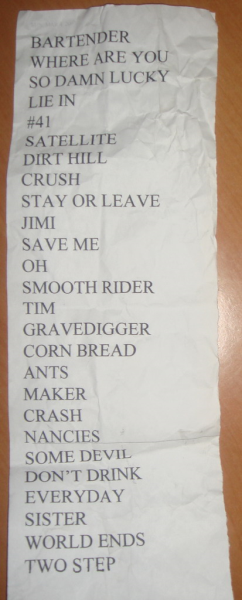 BARTENDER
WHERE ARE YOU
SO DAMN LUCKY
LIE IN
#41
SATELLITE
DIRT HILL
CRUSH
STAY OR LEAVE
JIMI
SAVE ME
OH
SMOOTH RIDER
TIM
GRAVEDIGGER
CORN BREAD
ANTS
MAKER
CRASH
NANCIES
SOME DEVIL
DON'T DRINK
EVERYDAY
SISTER
WORLD ENDS
TWO STEP